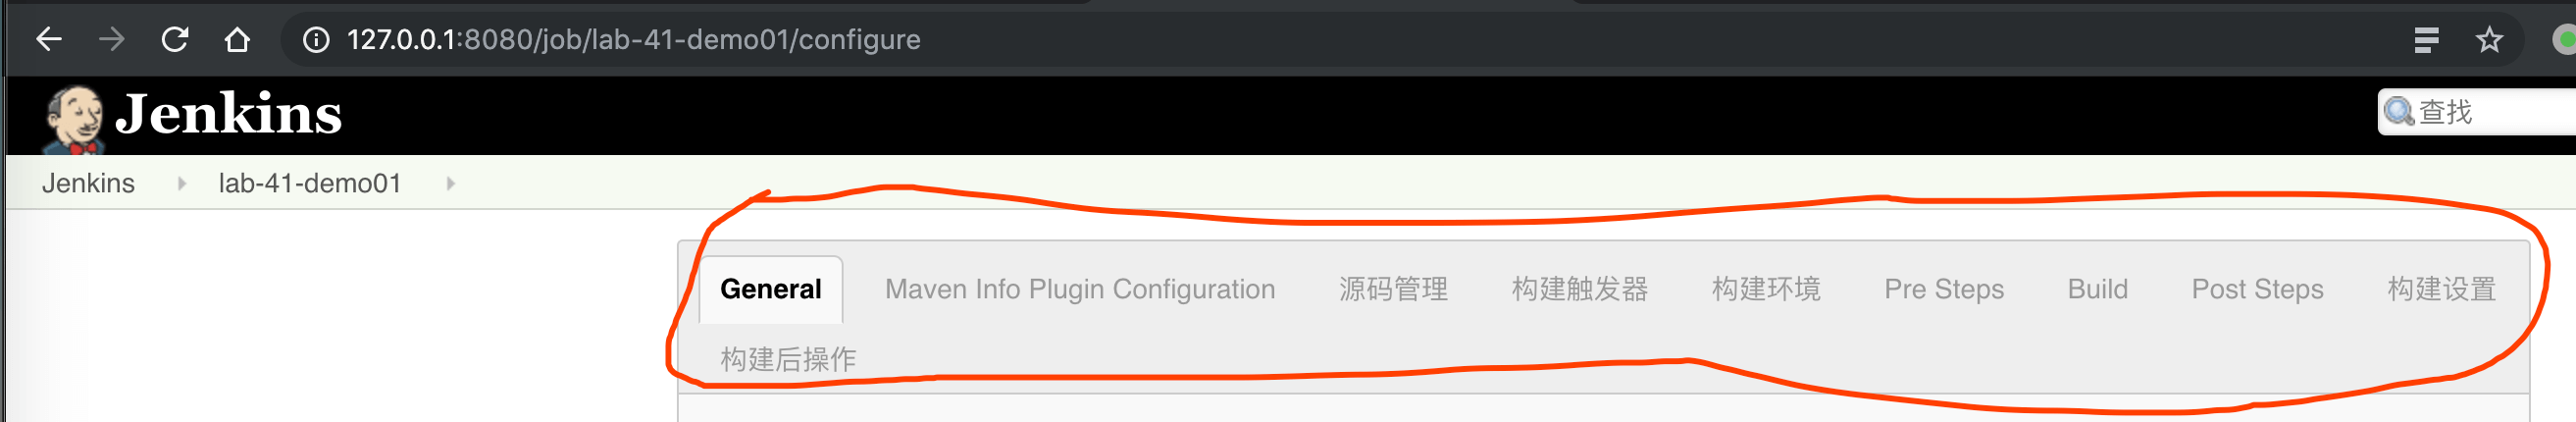 127.0.0.1:8080/job/lab-41-demo01/configure
Jenkins
查找
Jenkins lab-41-demo01
General Maven Info Plugin Configuration 源码管理 构建触发器 构建环境 Pre Steps Build Post Steps 构建设置
构建后操作